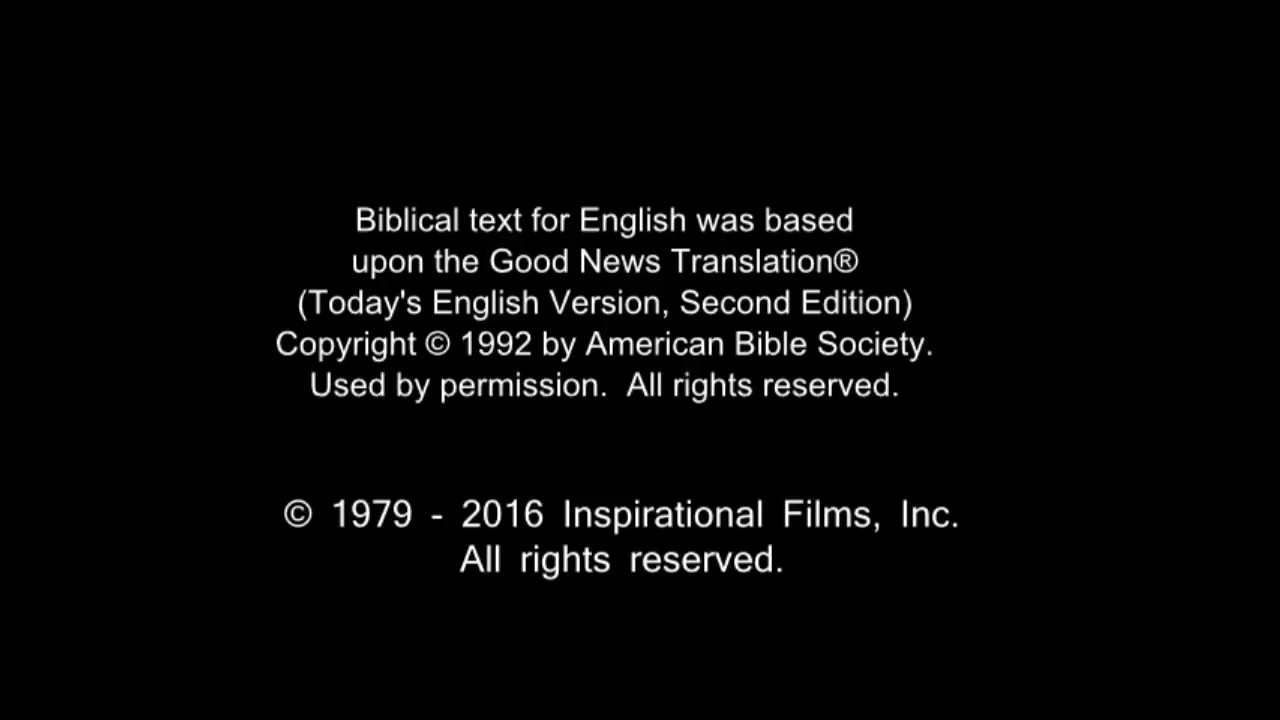 Biblical text for English was based
upon the Good News Translation®
(Today's English Version, Second Edition)
Copyright © 1992 by American Bible Society.
Used by permission.  All rights reserved.
© 1979 - 2016 Inspirational Films, Inc.
All rights reserved.